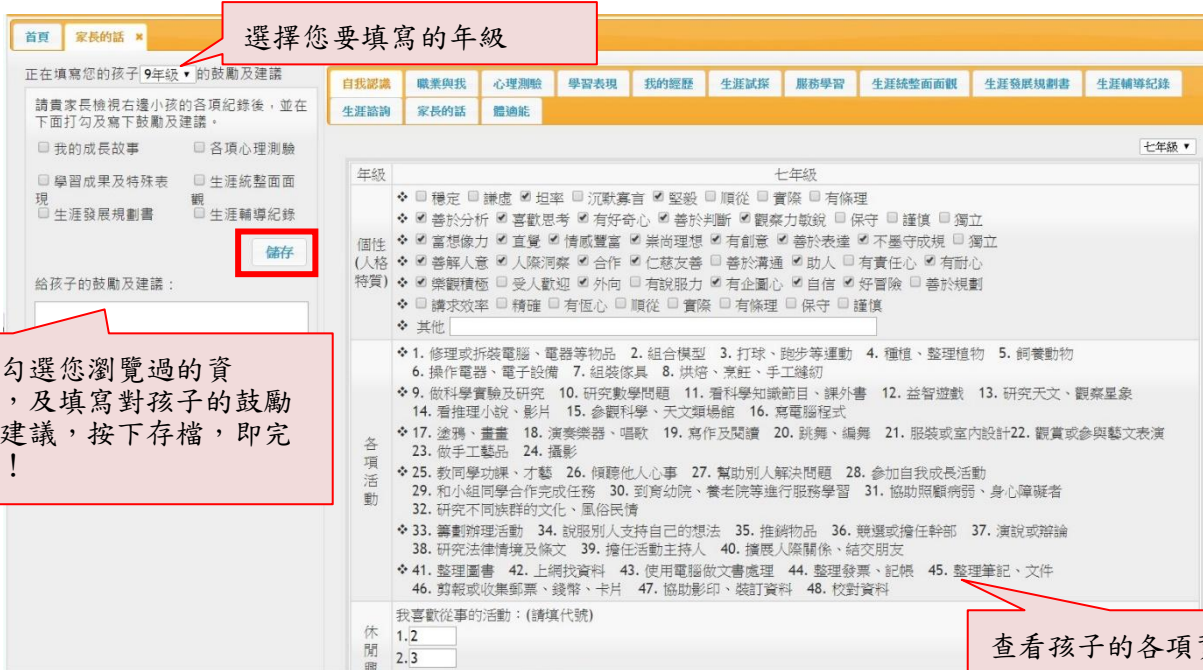 選擇您要填寫的年級
首頁 家長的話
正在填寫您的孩子 9年級 的鼓勵及建議
請貴家長檢視右邊小孩的各項紀錄後，並在
下面打勾及寫下鼓勵及建議。
我的成長故事 各項心理測驗
學習成果及特殊表現 生涯統整面面觀
生涯發展規劃書 生涯輔導紀錄
儲存
給孩子的鼓勵及建議：
勾選您瀏覽過的資
，及填寫對孩子的鼓勵
建議，按下存檔，即完
！
自我認識 職業與我 心理測驗 學習表現 我的經歷 生涯試探 服務學習 生涯統整面面觀 生涯發展規劃書 生涯輔導紀錄
生涯諮詢 家長的話 體適能
七年級
年級 七年級
個性(人格特質)
穩定 謙虛 坦率 沉默寡言 堅毅 順從 實際 有條理
善於分析 喜歡思考 有好奇心 善於判斷 觀察力敏銳 保守 謹慎 獨立
富想像力 直覺 情感豐富 崇尚理想 有創意 善於表達 不墨守成規 獨立
善解人意 人際洞察 合作 仁慈友善 善於溝通 助人 有責任心 有耐心
樂觀積極 受人歡迎 外向 有說服力 有企圖心 自信 好冒險 善於規劃
講求效率 精確 有恆心 順從 實際 有條理 保守 謹慎
其他
各項活動
1. 修理或拆裝電腦、電器等物品 2. 組合模型 3. 打球、跑步等運動 4. 種植、整理植物 5. 飼養動物
6. 操作電器、電子設備 7. 組裝傢具 8. 烘焙、烹飪、手工縫紉
9. 做科學實驗及研究 10. 研究數學問題 11. 看科學知識節目、課外書 12. 益智遊戲 13. 研究天文、觀察星象
14. 看推理小說、影片 15. 參觀科學、天文類場館 16. 寫電腦程式
17. 塗鴉、畫畫 18. 演奏樂器、唱歌 19. 寫作及閱讀 20. 跳舞、編舞 21. 服裝或室內設計22. 觀賞或參與藝文表演
23. 做手工藝品 24. 攝影
25. 教同學功課、才藝 26. 傾聽他人心事 27. 幫助別人解決問題 28. 參加自我成長活動
29. 和小組同學合作完成任務 30. 到育幼院、養老院等進行服務學習 31. 協助照顧病弱、身心障礙者
32. 研究不同族群的文化、風俗民情
33. 籌劃辦理活動 34. 說服別人支持自己的想法 35. 推銷物品 36. 競選或擔任幹部 37. 演說或辯論
38. 研究法律情境及條文 39. 擔任活動主持人 40. 擴展人際關係、結交朋友
41. 整理圖書 42. 上網找資料 43. 使用電腦做文書處理 44. 整理發票、記帳 45. 整理筆記、文件
46. 剪報或收集郵票、錢幣、卡片 47. 協助影印、裝訂資料 48. 校對資料
休閒
我喜歡從事的活動：(請填代號)
1. 2
2. 3
查看孩子的各項